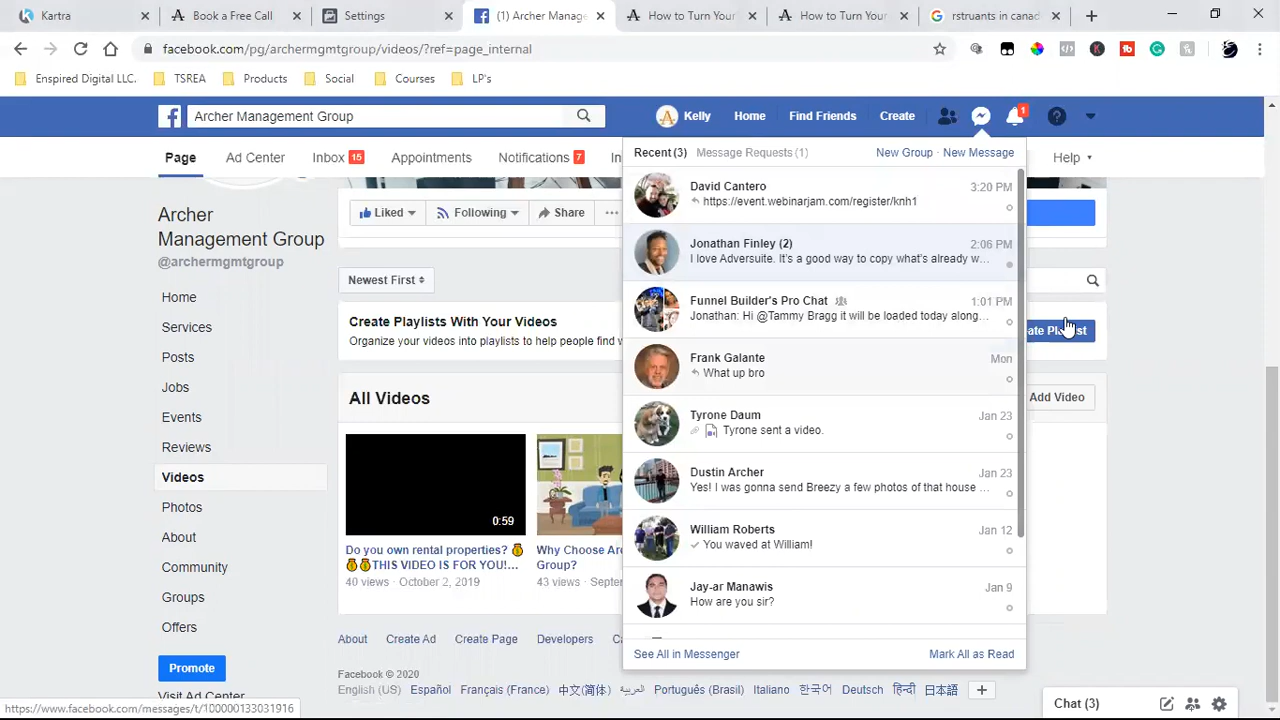 Kartra
Book a Free Call
Settings
(1) Archer Manage
How to Turn Your
How to Turn Your
rstruants in canad
facebook.com/pg/archermgmtgroup/videos/?ref=page_internal
Enspired Digital LLC.
TSREA
Products
Social
Courses
LP's
Archer Management Group
Kelly
Home
Find Friends
Create
1
Page
Ad Center
Inbox 15
Appointments
Notifications 7
In
Help
Recent (3)
Message Requests (1)
New Group · New Message
Archer
Management Group
@archermgmtgroup
Liked
Following
Share
Newest First
Create Playlists With Your Videos
Organize your videos into playlists to help people find
All Videos
Add Video
0:59
Do you own rental properties?
THIS VIDEO IS FOR YOU!...
40 views · October 2, 2019
Why Choose Arc
Group?
43 views · Septe
Home
Services
Posts
Jobs
Events
Reviews
Videos
Photos
About
Community
Groups
Offers
Promote
Visit Ad Center
David Cantero
3:20 PM
https://event.webinarjam.com/register/knh1
Jonathan Finley (2)
2:06 PM
I love Adversuite. It's a good way to copy what's already w...
Funnel Builder's Pro Chat
1:01 PM
Jonathan: Hi @Tammy Bragg it will be loaded today along...
Frank Galante
Mon
What up bro
Tyrone Daum
Jan 23
Tyrone sent a video.
Dustin Archer
Jan 23
Yes! I was gonna send Breezy a few photos of that house ...
William Roberts
Jan 12
You waved at William!
Jay-ar Manawis
Jan 9
How are you sir?
See All in Messenger
Mark All as Read
About
Create Ad
Create Page
Developers
Facebook © 2020
English (US)
Español
Français (France)
中文(简体)
العربية
Português (Brasil)
Italiano
한국어
Deutsch
हिन्दी
日本語
Chat (3)
https://www.facebook.com/messages/t/100000133031916